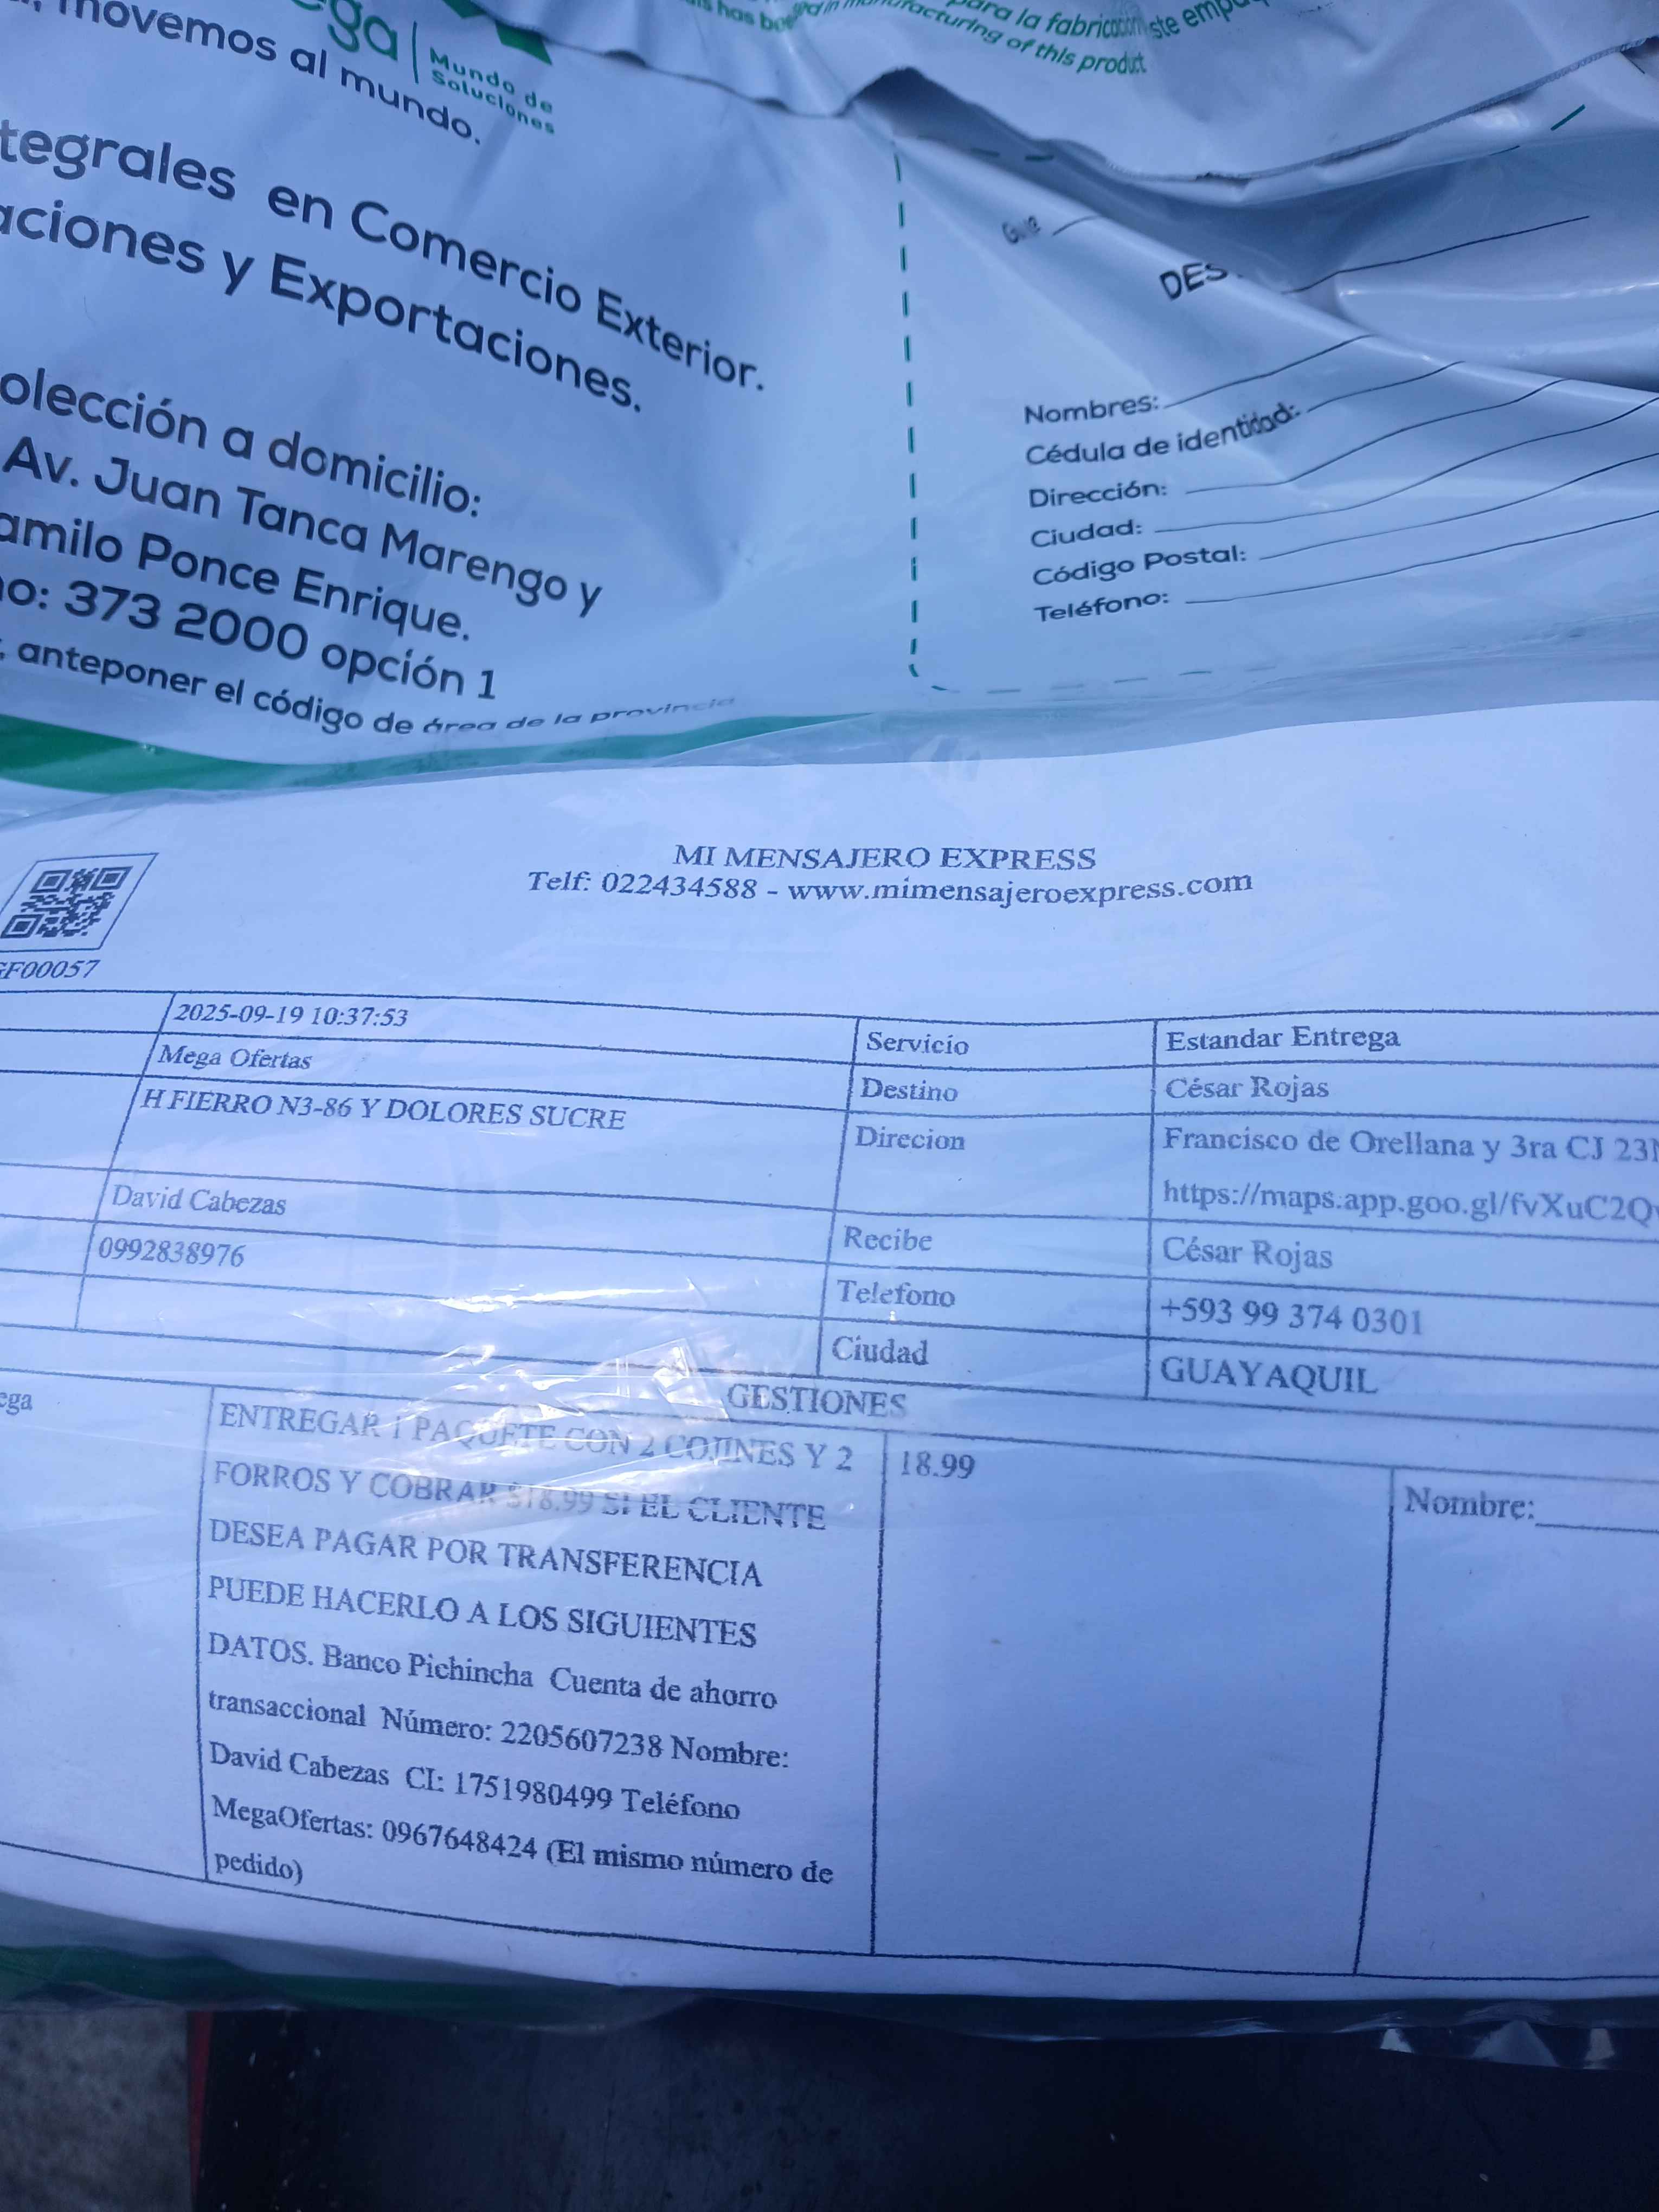 movemos al mundo.
ga
Mundo de
Soluciones
tegrales en Comercio Exterior.
aciones y Exportaciones.
olección a domicilio:
Av. Juan Tanca Marengo y
amilo Ponce Enrique.
no: 373 2000 opción 1
, anteponer el código de área de la provincia
has been
para la fabricación
ste
manufacturing of this product
Guía
DES
Nombres:
Cédula de identidad:
Dirección:
Ciudad:
Código Postal:
Teléfono:
MI MENSAJERO EXPRESS
Telf: 022434588 - www.mimensajeroexpress.com
GF00057
2025-09-19 10:37:53 Servicio Estandar Entrega
Mega Ofertas Destino César Rojas
H FIERRO N3-86 Y DOLORES SUCRE Direcion Francisco de Orellana y 3ra CJ 23
https://maps.app.goo.gl/fvXuC2Q
David Cabezas Recibe César Rojas
0992838976 Telefono +593 99 374 0301
Ciudad GUAYAQUIL
GESTIONES
ega
ENTREGAR 1 PAQUETE CON 2 COJINES Y 2
FORROS Y COBRAR $18.99 SI EL CLIENTE
DESEA PAGAR POR TRANSFERENCIA
PUEDE HACERLO A LOS SIGUIENTES
DATOS. Banco Pichincha Cuenta de ahorro
transaccional Número: 2205607238 Nombre:
David Cabezas CI: 1751980499 Teléfono
MegaOfertas: 0967648424 (El mismo número de
pedido)
18.99
Nombre: